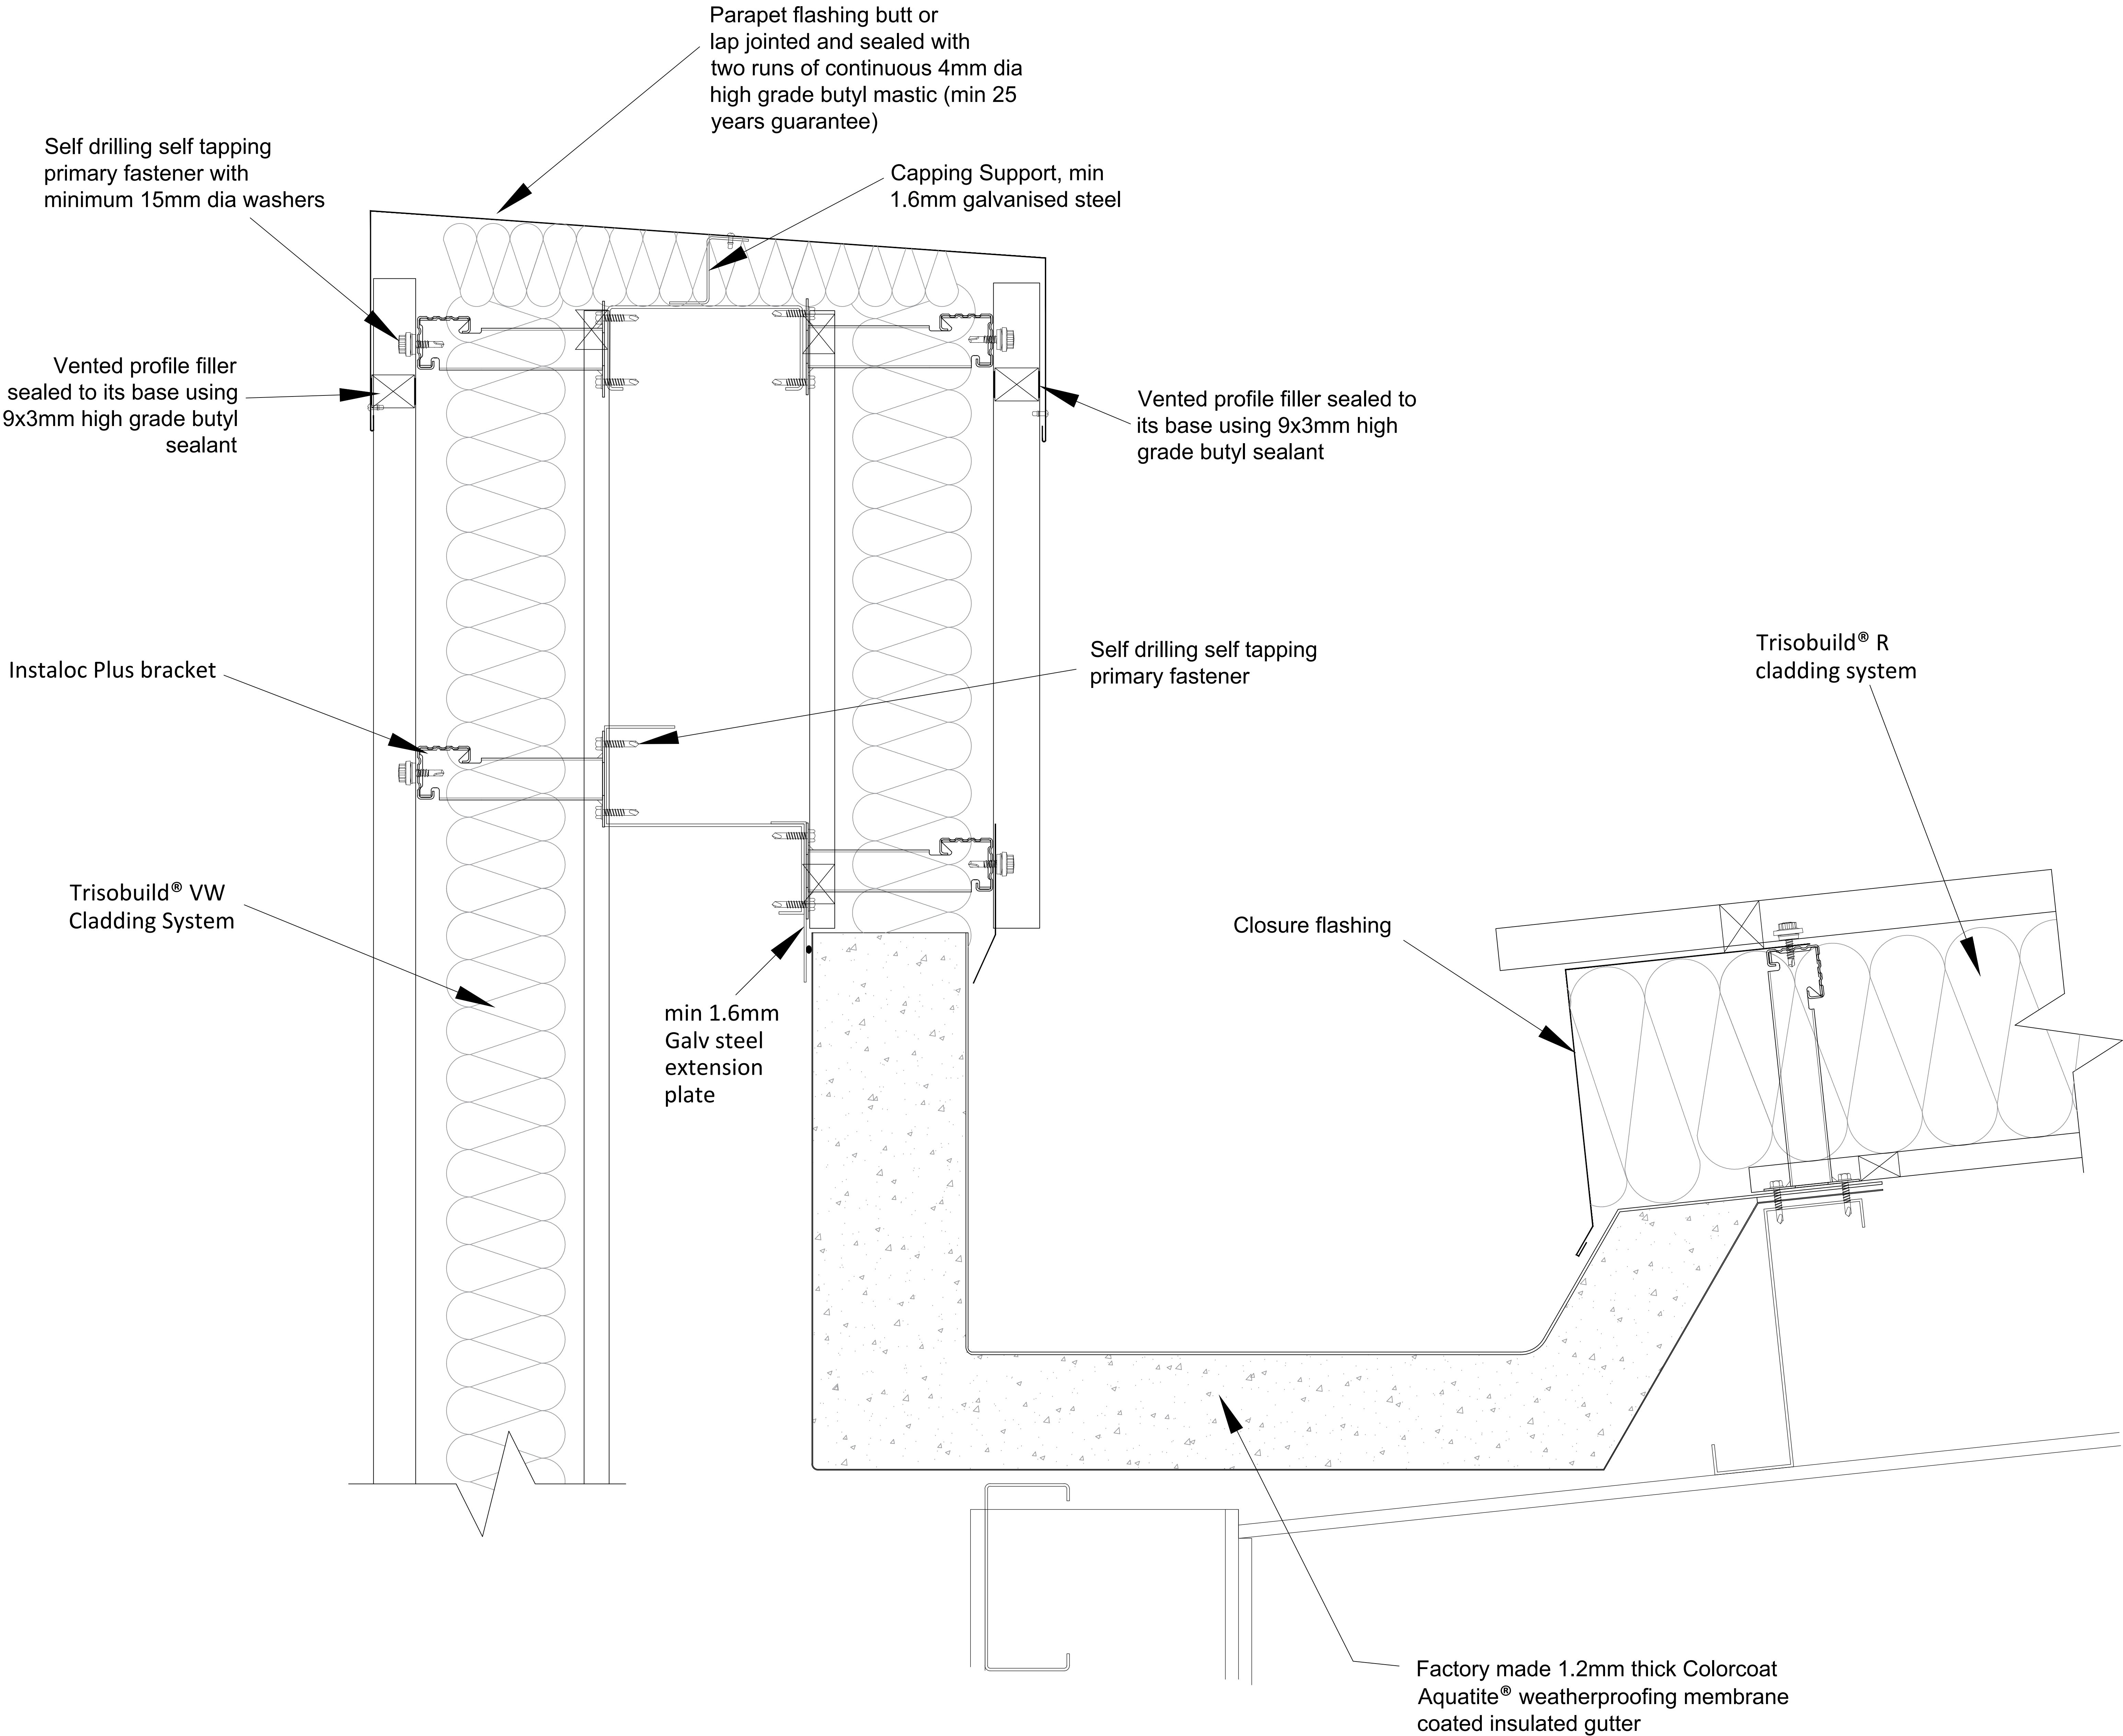 Parapet flashing butt or
lap jointed and sealed with
two runs of continuous 4mm dia
high grade butyl mastic (min 25
years guarantee)
Self drilling self tapping
primary fastener with
minimum 15mm dia washers
Capping Support, min
1.6mm galvanised steel
Vented profile filler
sealed to its base using
9x3mm high grade butyl
sealant
Vented profile filler sealed to
its base using 9x3mm high
grade butyl sealant
Instaloc Plus bracket
Self drilling self tapping
primary fastener
Trisobuild® R
cladding system
Trisobuild® VW
Cladding System
Closure flashing
min 1.6mm
Galv steel
extension
plate
Factory made 1.2mm thick Colorcoat
Aquatite® weatherproofing membrane
coated insulated gutter